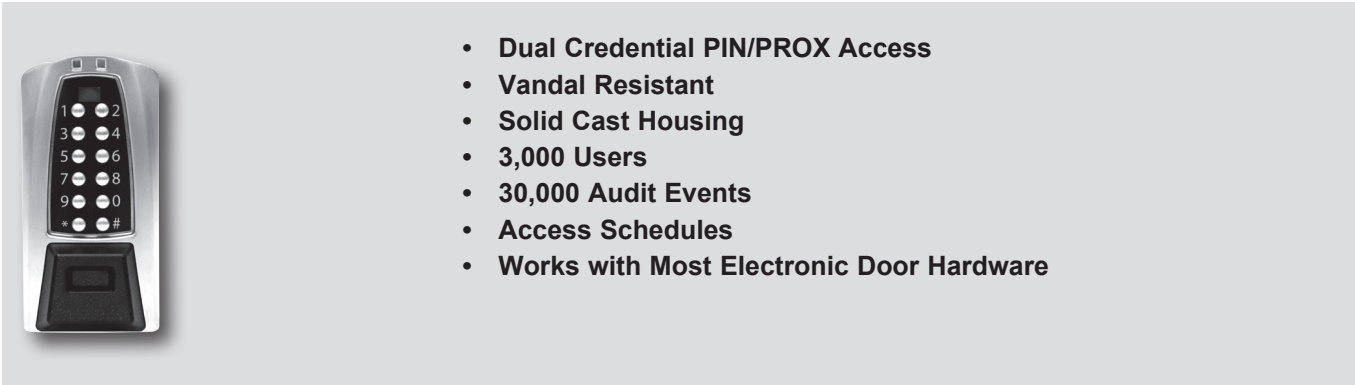 1 2
3 4
5 6
7 8
9 0
* #
• Dual Credential PIN/PROX Access
• Vandal Resistant
• Solid Cast Housing
• 3,000 Users
• 30,000 Audit Events
• Access Schedules
• Works with Most Electronic Door Hardware